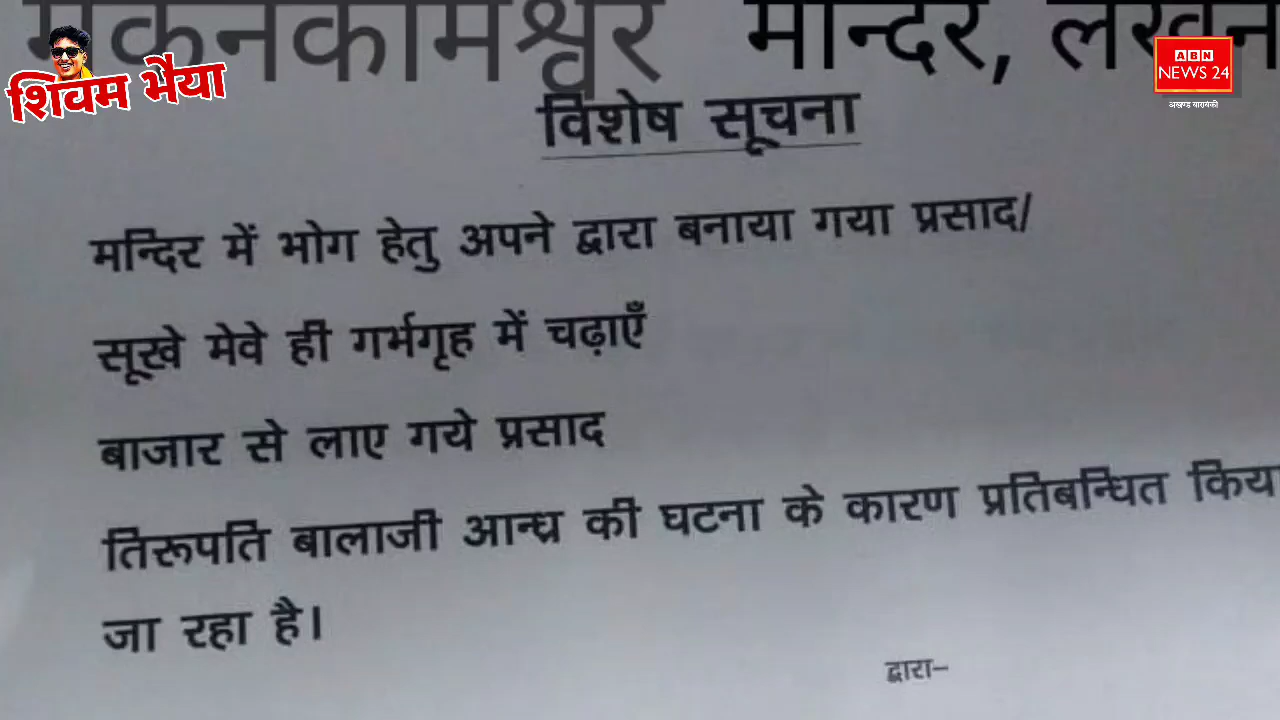 मन्दिर,
शिवम भैया
ABN
NEWS 24
विशेष सूचना
मन्दिर में भोग हेतु अपने द्वारा बनाया गया प्रसाद/
सूखे मेवे ही गर्भगृह में चढ़ाएँ
बाजार से लाए गये प्रसाद
तिरूपति बालाजी आन्ध्र की घटना के कारण प्रतिबन्धित किय
जा रहा है।
द्वारा–